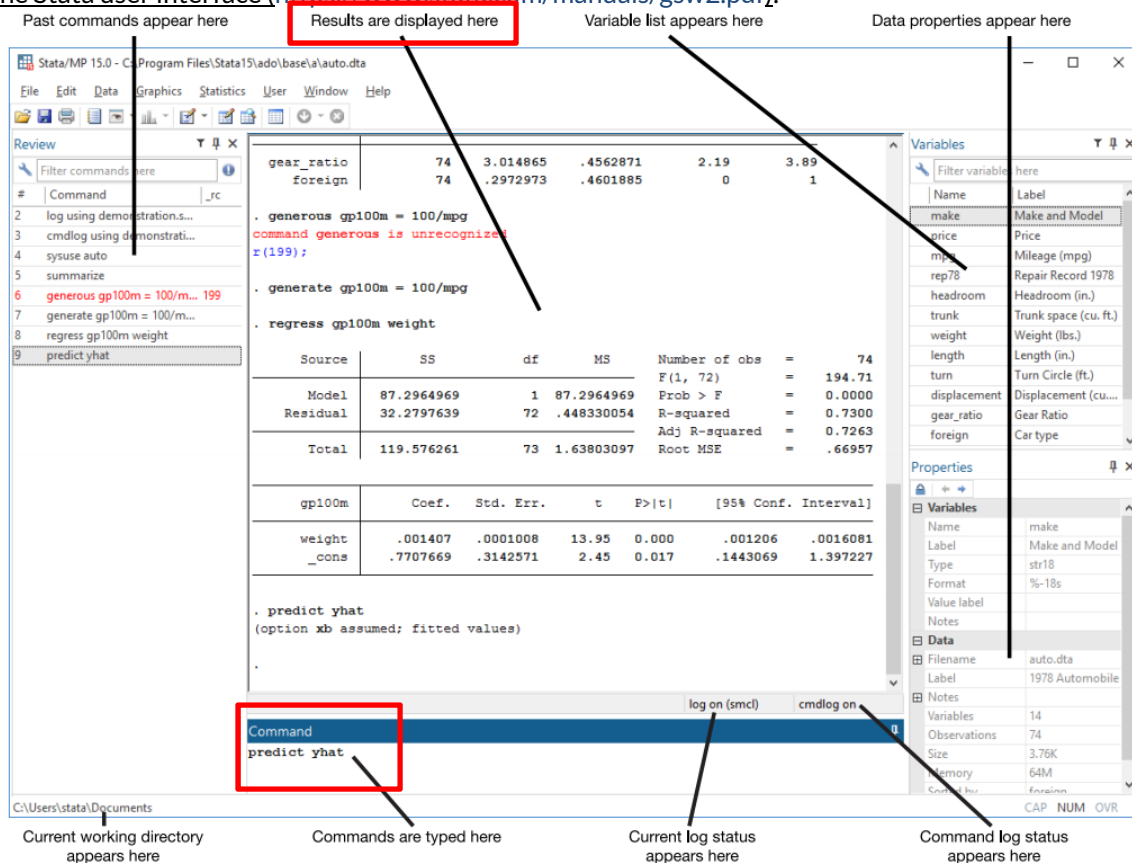 The Stata user interface (
m/manuals/gsw2.pdf).
Past commands appear here
Results are displayed here
Variable list appears here
Data properties appear here
Stata/MP 15.0 - C:\Program Files\Stata15\ado\base\a\auto.dta
File Edit Data Graphics Statistics User Window Help
Review
Filter commands here
# Command _rc
2 log using demonstration.s...
3 cmdlog using demonstrati...
4 sysuse auto
5 summarize
6 generous gp100m = 100/m... 199
7 generate gp100m = 100/m...
8 regress gp100m weight
9 predict yhat
gear_ratio 74 3.014865 .4562871 2.19 3.89
foreign 74 .2972973 .4601885 0 1
. generous gp100m = 100/mpg
command generous is unrecognized
r(199);
. generate gp100m = 100/mpg
. regress gp100m weight
Source SS df MS Number of obs = 74
F(1, 72) = 194.71
Model 87.2964969 1 87.2964969 Prob > F = 0.0000
Residual 32.2797639 72 .448330054 R-squared = 0.7300
Adj R-squared = 0.7263
Total 119.576261 73 1.63803097 Root MSE = .66957
gp100m Coef. Std. Err. t P>|t| [95% Conf. Interval]
weight .001407 .0001008 13.95 0.000 .001206 .0016081
_cons .7707669 .3142571 2.45 0.017 .1443069 1.397227
. predict yhat
(option xb assumed; fitted values)
.
log on (smcl) cmdlog on
Command
predict yhat
Variables
Filter variables here
Name Label
make Make and Model
price Price
mpg Mileage (mpg)
rep78 Repair Record 1978
headroom Headroom (in.)
trunk Trunk space (cu. ft.)
weight Weight (lbs.)
length Length (in.)
turn Turn Circle (ft.)
displacement Displacement (cu....
gear_ratio Gear Ratio
foreign Car type
Properties
Variables
Name make
Label Make and Model
Type str18
Format %-18s
Value label
Notes
Data
Filename auto.dta
Label 1978 Automobile
Notes
Variables 14
Observations 74
Size 3.76K
Memory 64M
Sorted by foreign
C:\Users\stata\Documents
CAP NUM OVR
Current working directory
appears here
Commands are typed here
Current log status
appears here
Command log status
appears here